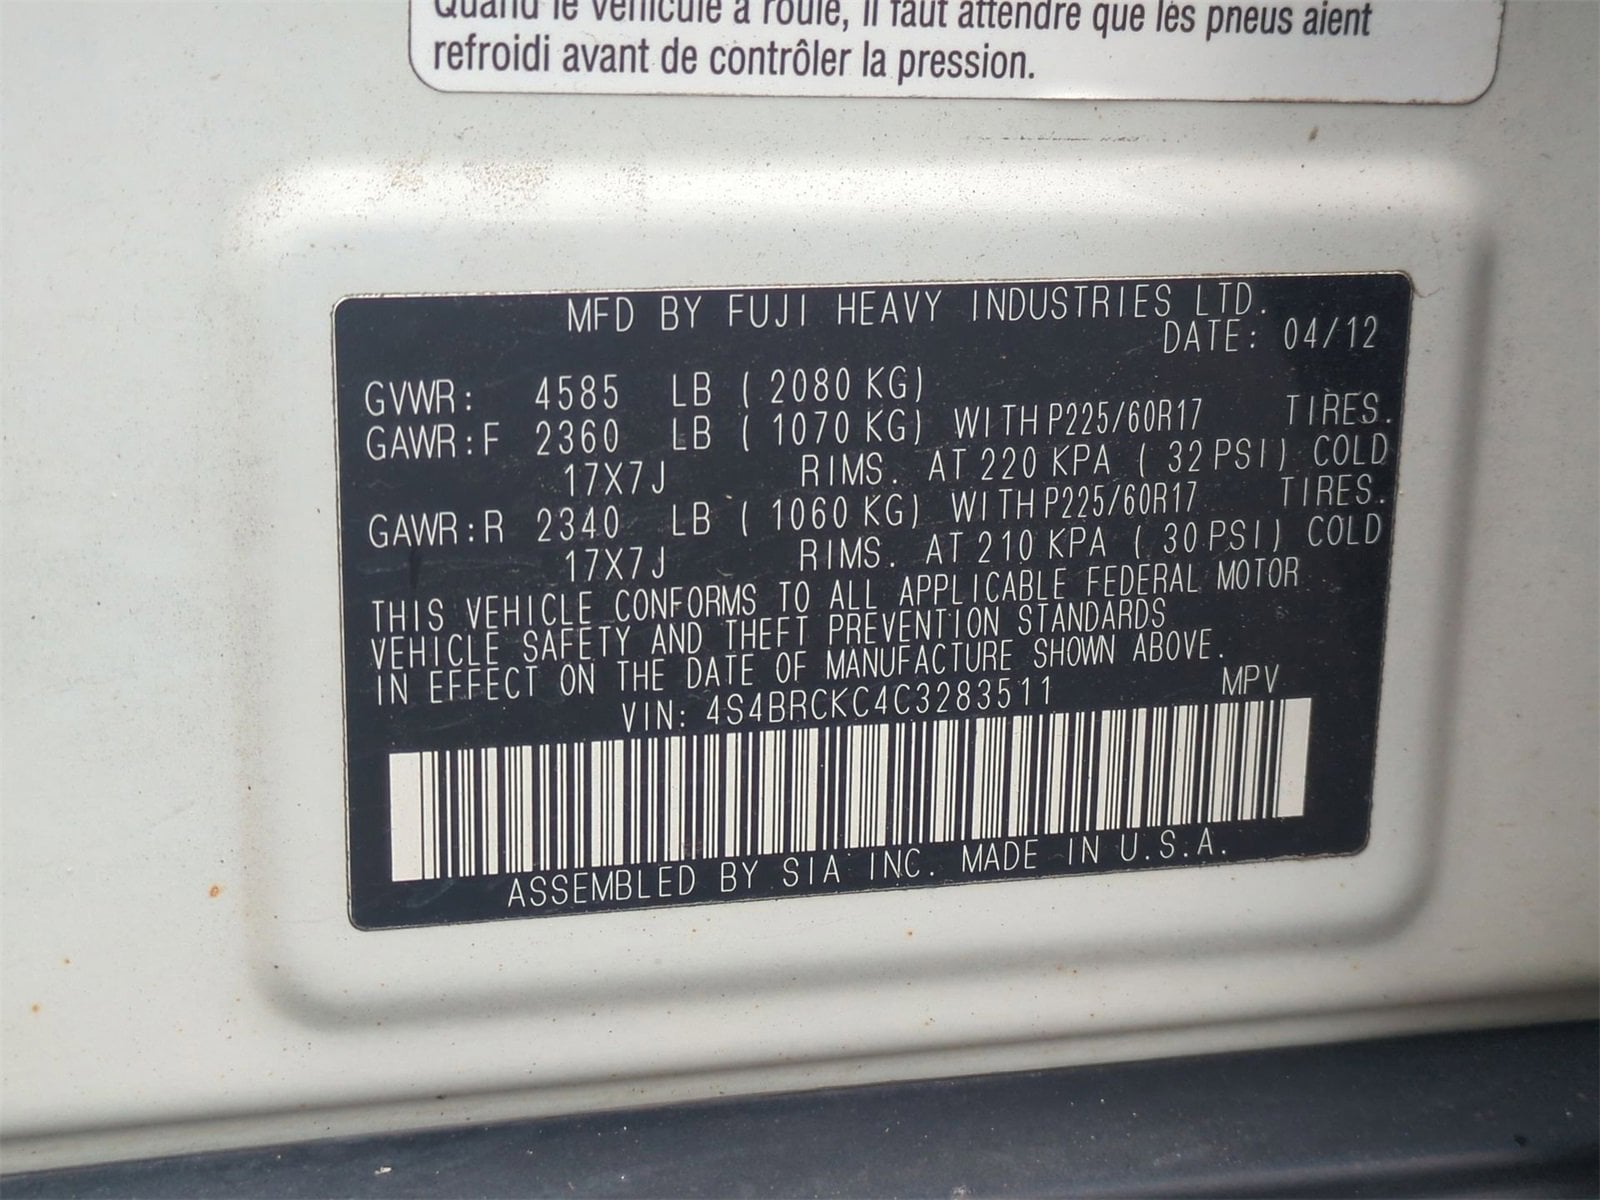 Quand le véhicule a roulé, il faut attendre que les pneus aient
refroidi avant de contrôler la pression.
MFD BY FUJI HEAVY INDUSTRIES LTD.
DATE: 04/12
GVWR: 4585 LB ( 2080 KG)
GAWR:F 2360 LB ( 1070 KG) WITH P225/60R17 TIRES.
17X7J RIMS. AT 220 KPA ( 32 PSI) COLD
GAWR:R 2340 LB ( 1060 KG) WITH P225/60R17 TIRES.
17X7J RIMS. AT 210 KPA ( 30 PSI) COLD
THIS VEHICLE CONFORMS TO ALL APPLICABLE FEDERAL MOTOR
VEHICLE SAFETY AND THEFT PREVENTION STANDARDS
IN EFFECT ON THE DATE OF MANUFACTURE SHOWN ABOVE.
VIN: 4S4BRCKC4C3283511 MPV
ASSEMBLED BY SIA INC. MADE IN U.S.A.